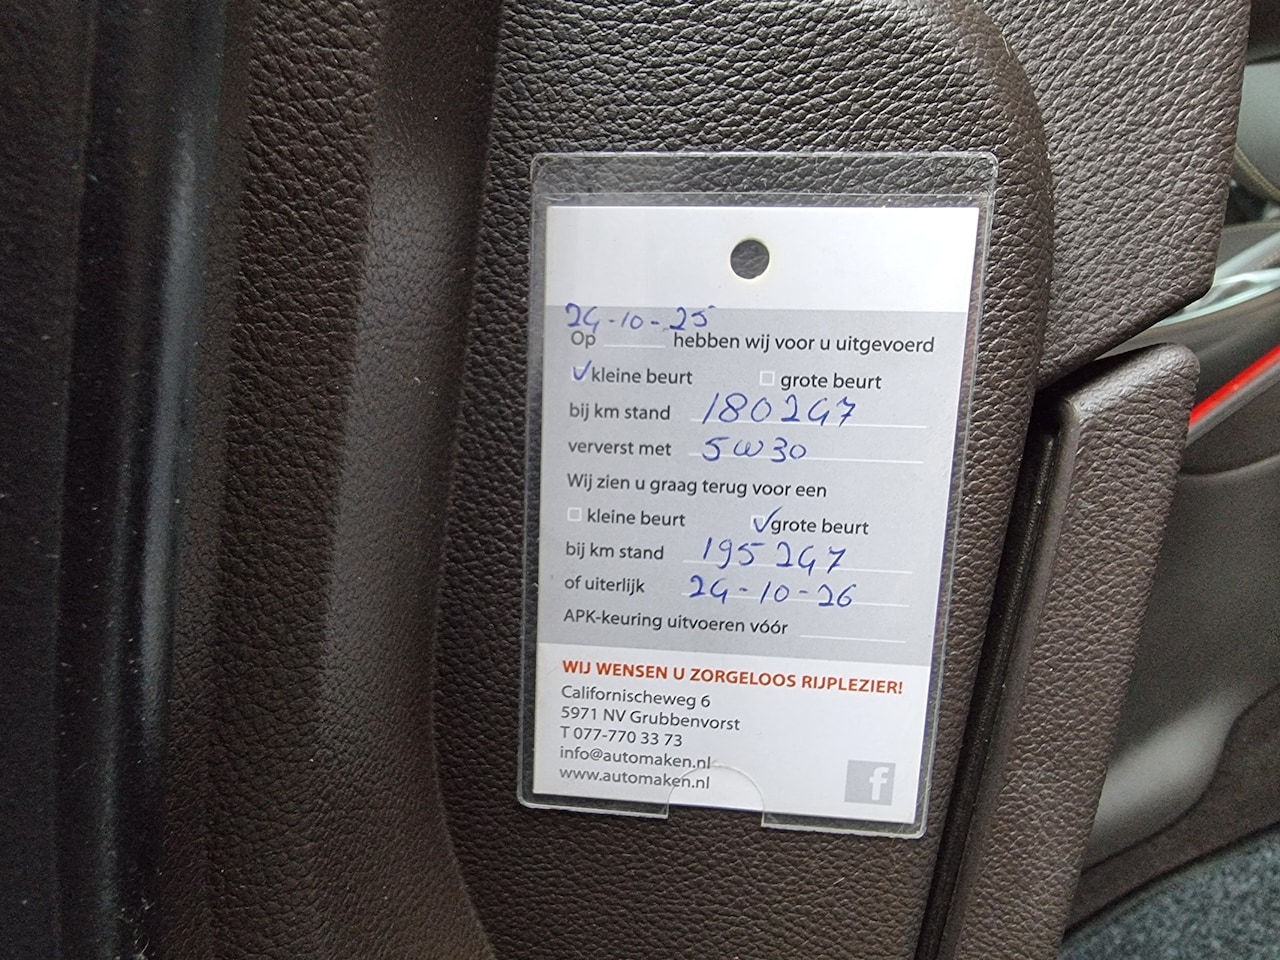 24-10-25
Op hebben wij voor u uitgevoerd
✓ kleine beurt ☐ grote beurt
bij km stand 180247
ververst met 5W30
Wij zien u graag terug voor een
☐ kleine beurt ✓ grote beurt
bij km stand 195247
of uiterlijk 24-10-26
APK-keuring uitvoeren vóór
WIJ WENSEN U ZORGELOOS RIJPLEZIER!
Californischeweg 6
5971 NV Grubbenvorst
T 077-770 33 73
info@automaken.nl
www.automaken.nl
f